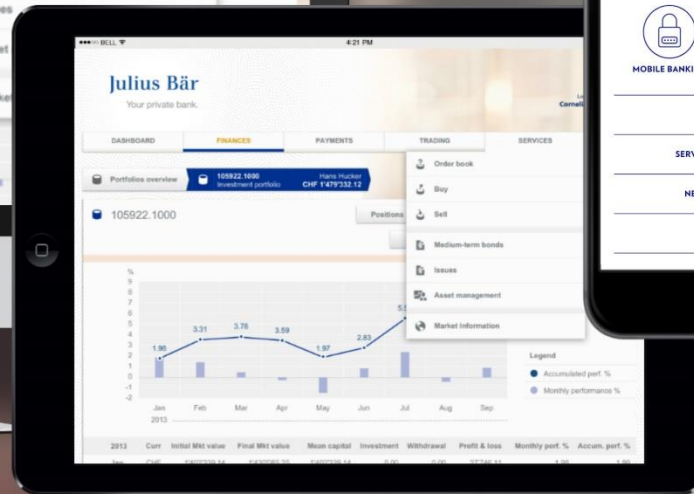 BELL
4:21 PM
Julius Bär
Your private bank.
DASHBOARD FINANCES PAYMENTS TRADING SERVICES
Portfolios overview
105922.1000 Hans Hucker
Investment portfolio CHF 1'479'332.12
105922.1000
Positions
Order book
Buy
Sell
Medium-term bonds
Issues
Asset management
Market information
%
9
8
7
6
5
4
3
2
1
0
-1
-2
1.98
3.31
3.78
3.59
1.97
2.83
Jan Feb Mar Apr May Jun Jul Aug Sep
2013
Legend
Accumulated perf. %
Monthly performance %
2013 Curr Initial Mkt value Final Mkt value Mean capital Investment Withdrawal Profit & loss Monthly perf. % Accum. perf. %
MOBILE